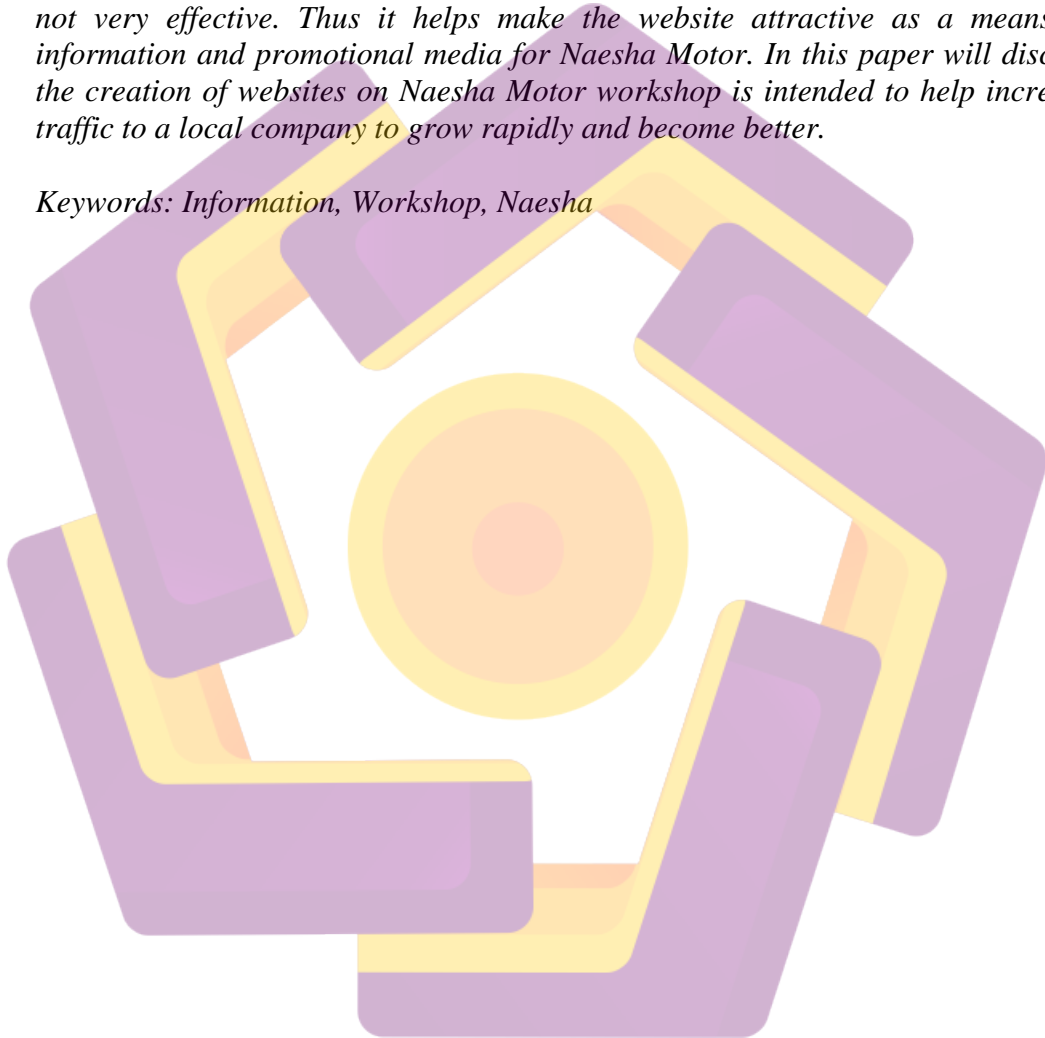 not very effective. Thus it helps make the website attractive as a means
information and promotional media for Naesha Motor. In this paper will disc
the creation of websites on Naesha Motor workshop is intended to help incre
traffic to a local company to grow rapidly and become better.
Keywords: Information, Workshop, Naesha